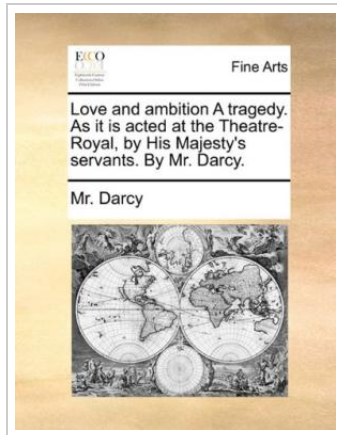 ECCO
Fine Arts
Love and ambition A tragedy.
As it is acted at the Theatre-
Royal, by His Majesty's
servants. By Mr. Darcy.
Mr. Darcy